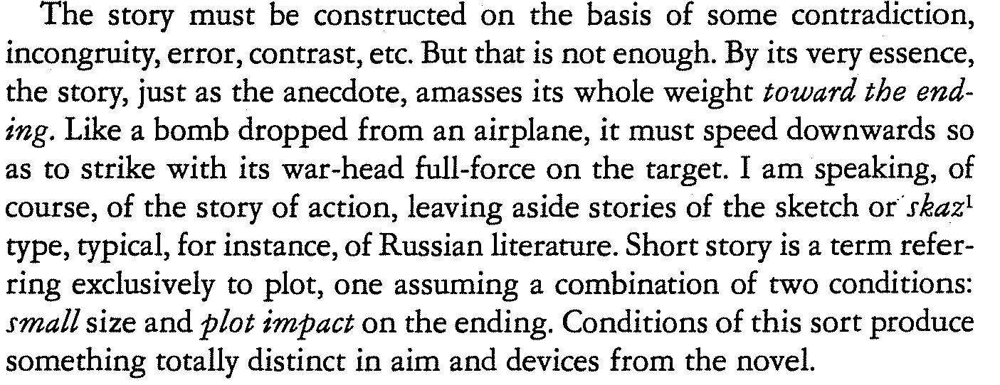 The story must be constructed on the basis of some contradiction,
incongruity, error, contrast, etc. But that is not enough. By its very essence,
the story, just as the anecdote, amasses its whole weight toward the end-
ing. Like a bomb dropped from an airplane, it must speed downwards so
as to strike with its war-head full-force on the target. I am speaking, of
course, of the story of action, leaving aside stories of the sketch or skaz¹
type, typical, for instance, of Russian literature. Short story is a term refer-
ring exclusively to plot, one assuming a combination of two conditions:
small size and plot impact on the ending. Conditions of this sort produce
something totally distinct in aim and devices from the novel.